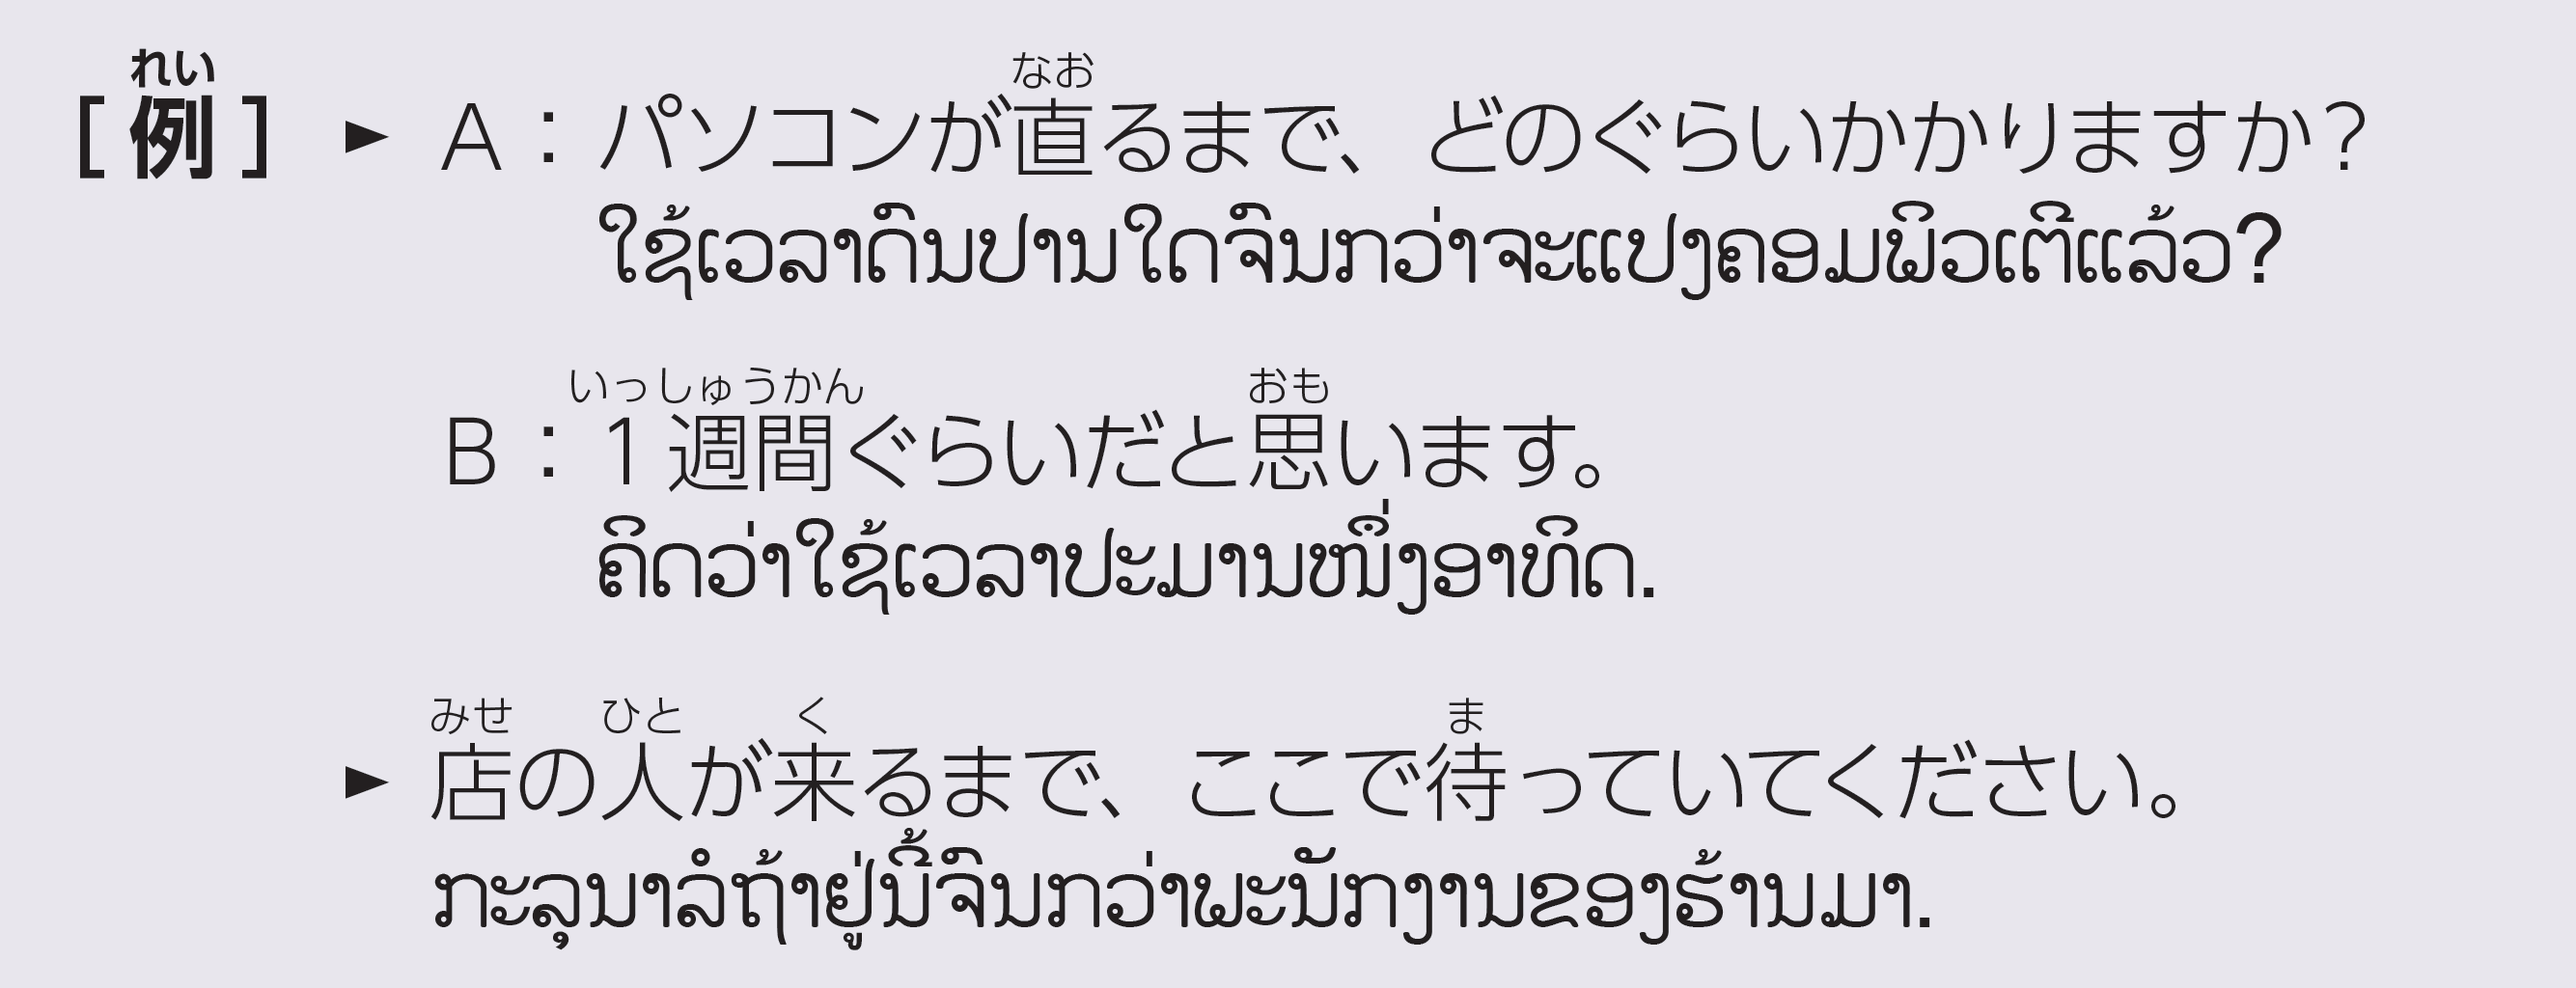 れい
なお
[例] ► A：パソコンが直るまで、どのぐらいかかりますか？
ໃຊ້ເວລາດົນປານໃດຈົນກວ່າຈະແປງຄອມພິວເຕີແລ້ວ?
いっしゅうかん おも
B：1週間ぐらいだと思います。
ຄິດວ່າໃຊ້ເວລາປະມານໜຶ່ງອາທິດ.
みせ ひと く ま
► 店の人が来るまで、ここで待っていてください。
ກະລຸນາລໍຖ້າຢູ່ນີ້ຈົນກວ່າພະນັກງານຂອງຮ້ານມາ.